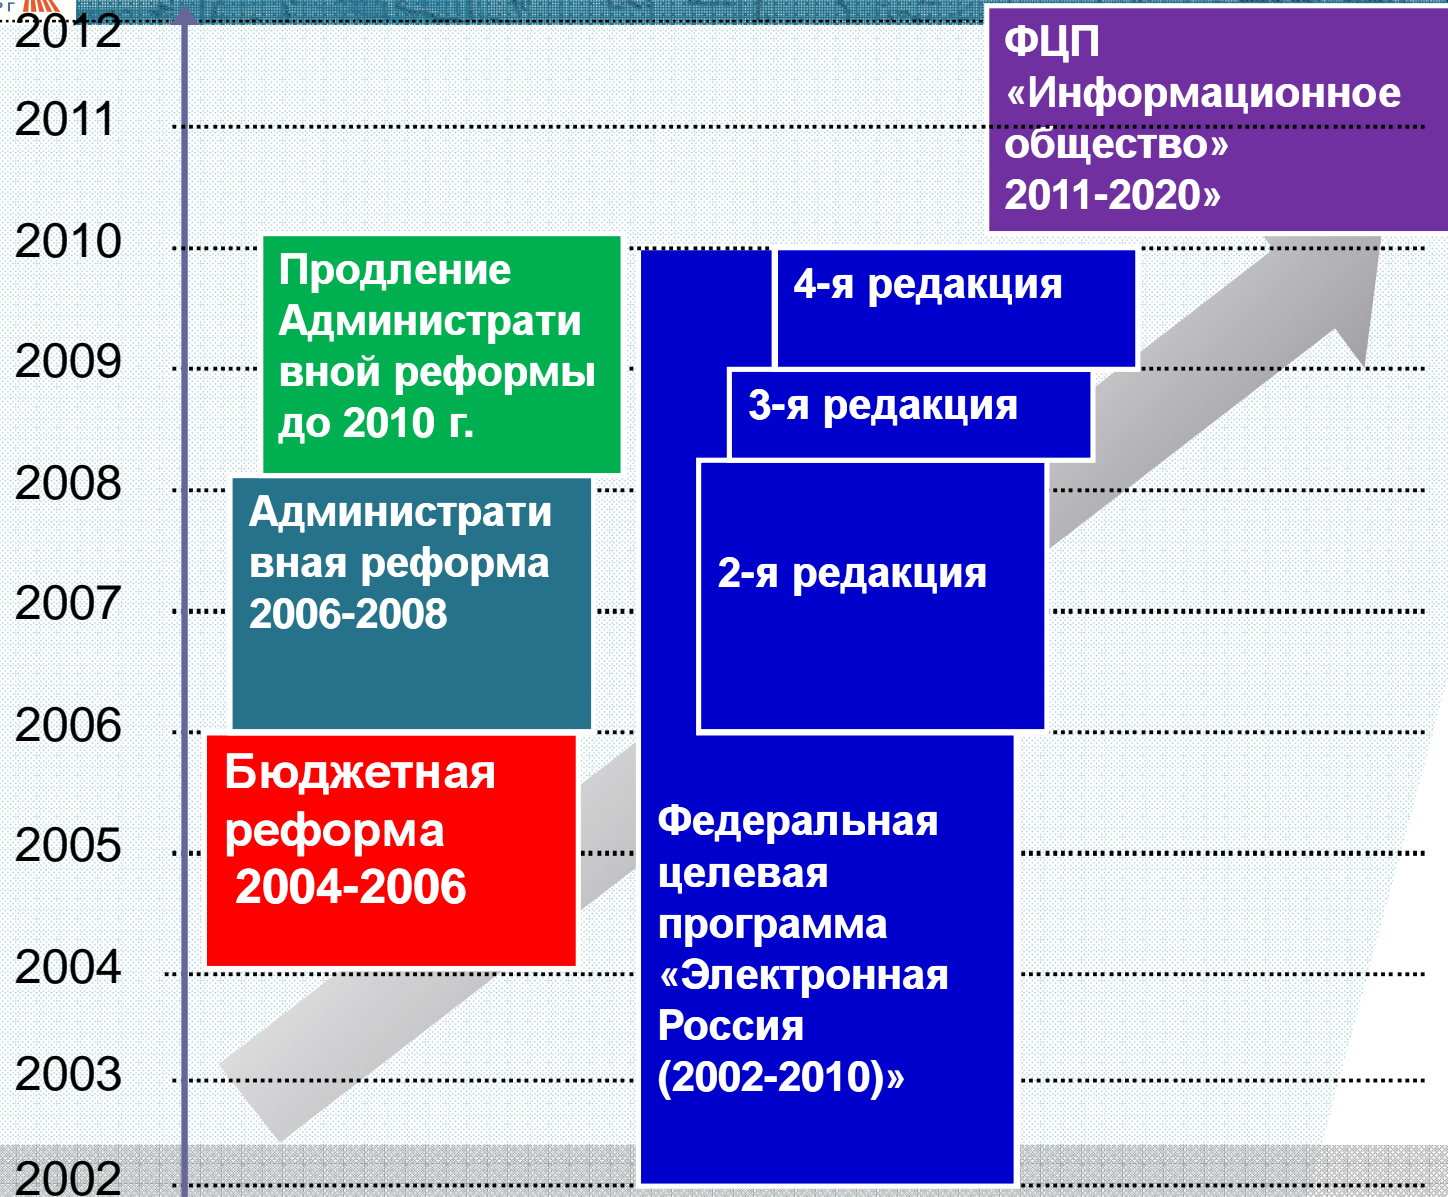 2012
2011
2010
2009
2008
2007
2006
2005
2004
2003
2002
ФЦП
«Информационное
общество»
2011-2020»
Продление
Администрати
вной реформы
до 2010 г.
Администрати
вная реформа
2006-2008
Бюджетная
реформа
2004-2006
4-я редакция
3-я редакция
2-я редакция
Федеральная
целевая
программа
«Электронная
Россия
(2002-2010)»